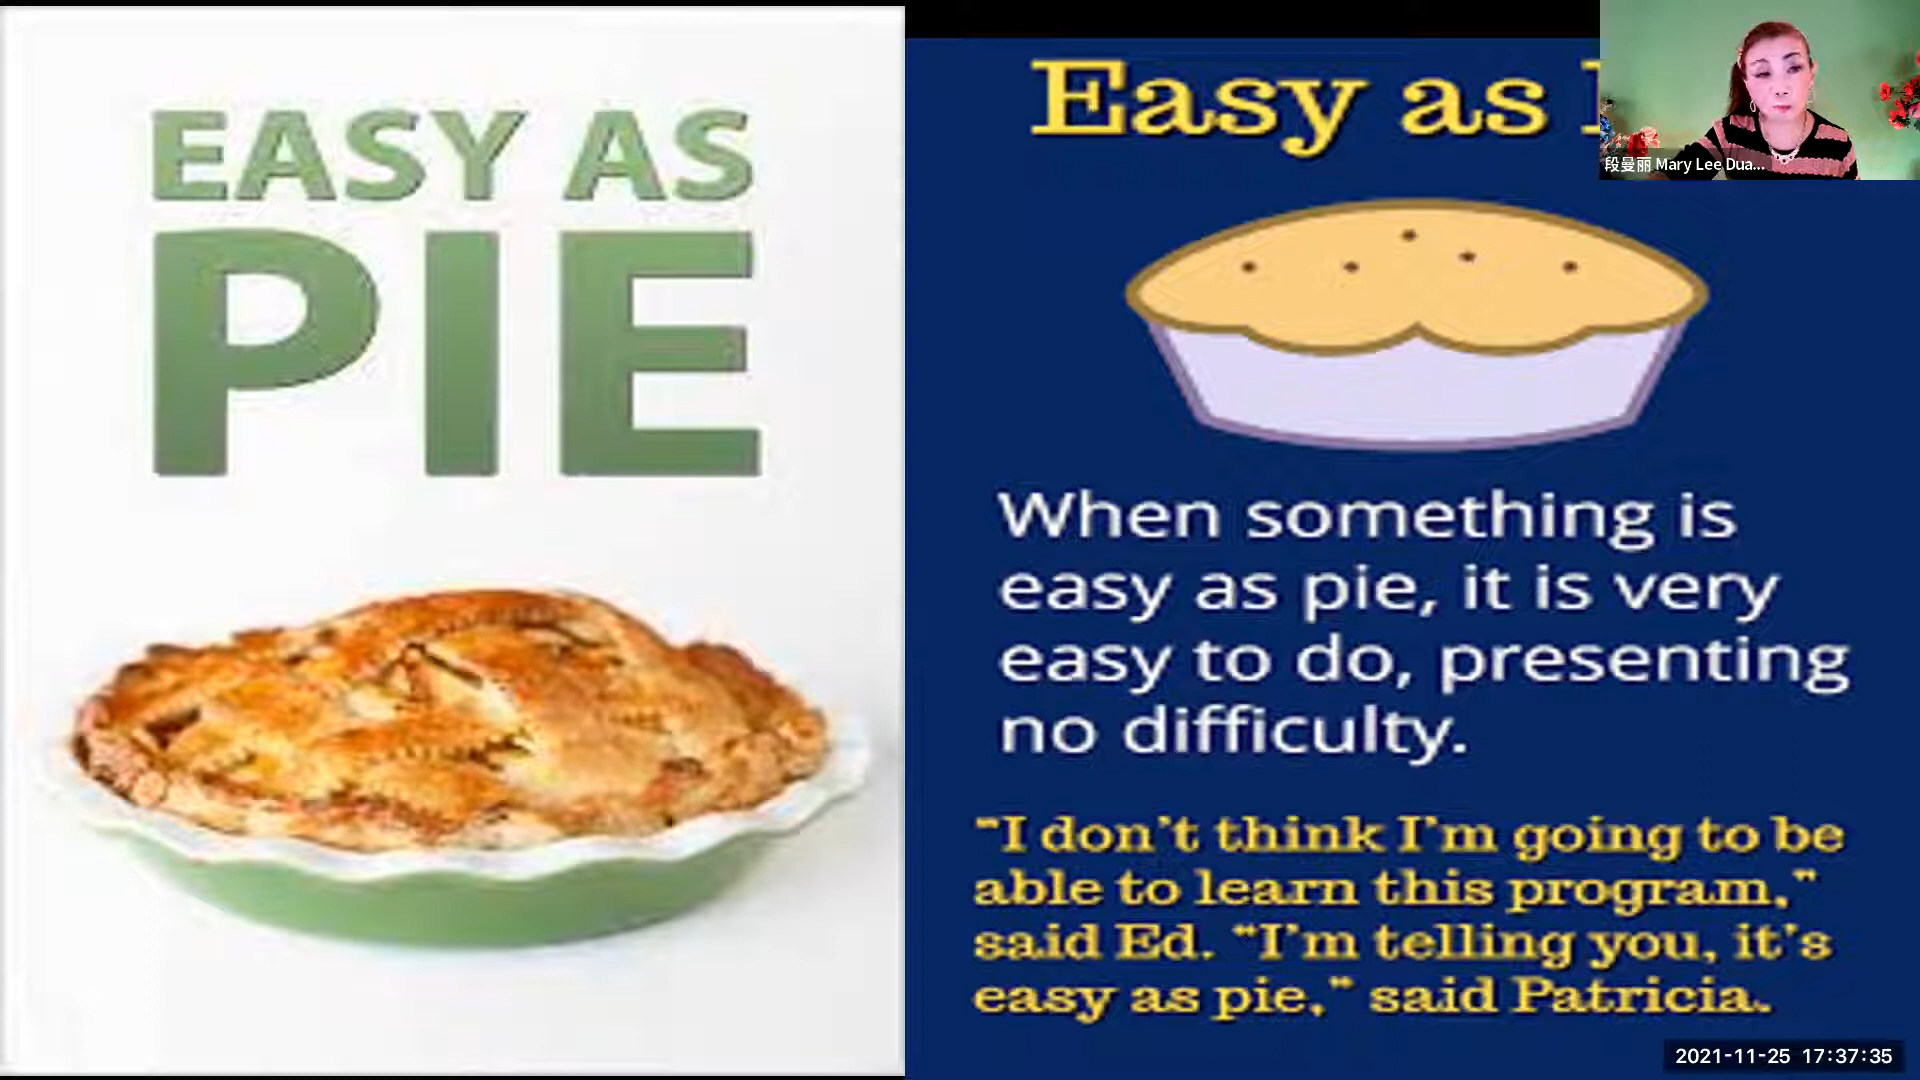 EASY AS
PIE
Easy as
段曼丽 Mary Lee Dua...
When something is
easy as pie, it is very
easy to do, presenting
no difficulty.
"I don't think I'm going to be
able to learn this program,"
said Ed. "I'm telling you, it's
easy as pie," said Patricia.
2021-11-25 17:37:35